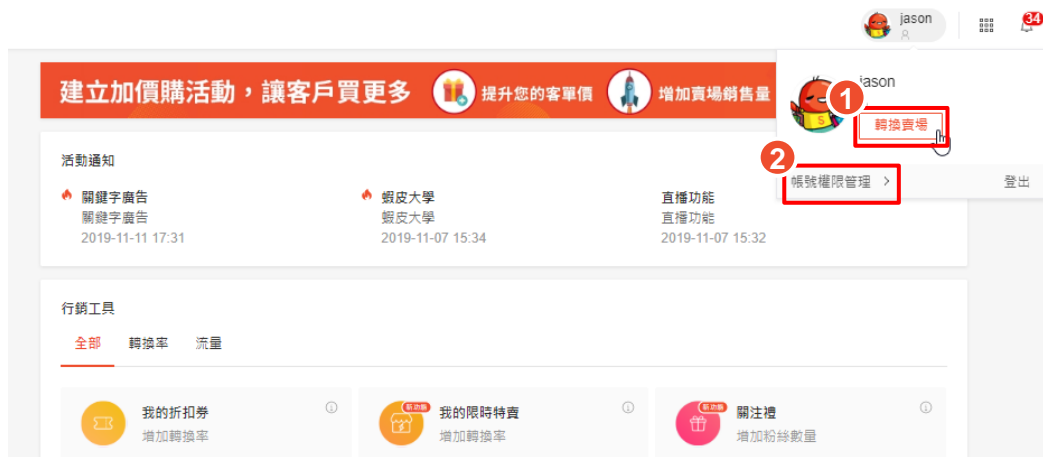 jason
34
建立加價購活動，讓客戶買更多
提升您的客單價
增加賣場銷售量
jason
1
轉換賣場
2
帳號權限管理 >
登出
活動通知
關鍵字廣告
關鍵字廣告
2019-11-11 17:31
蝦皮大學
蝦皮大學
2019-11-07 15:34
直播功能
直播功能
2019-11-07 15:32
行銷工具
全部 轉換率 流量
我的折扣券
增加轉換率
新功能
我的限時特賣
增加轉換率
新功能
關注禮
增加粉絲數量